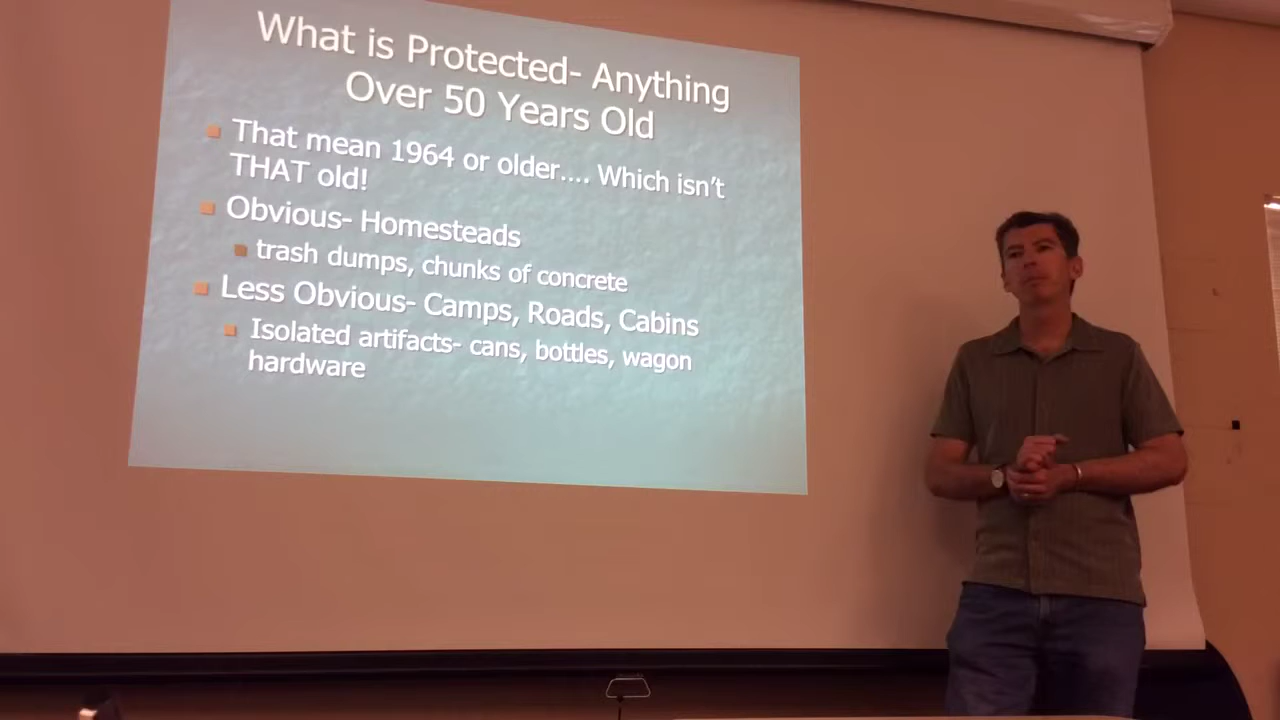 What is Protected- Anything
Over 50 Years Old
That mean 1964 or older.... Which isn't
THAT old!
Obvious- Homesteads
trash dumps, chunks of concrete
Less Obvious- Camps, Roads, Cabins
Isolated artifacts- cans, bottles, wagon
hardware